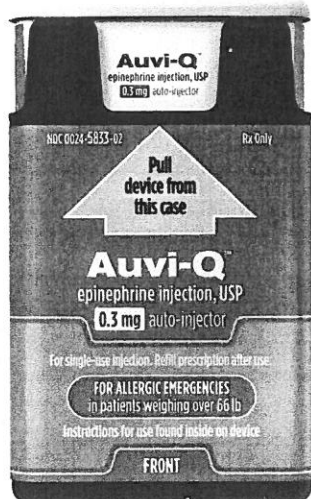 Auvi-Q™
epinephrine injection, USP
0.3 mg auto-injector
NDC 0024-5833-02 Rx Only
Pull
device from
this case
Auvi-Q™
epinephrine injection, USP
0.3 mg auto-injector
For single-use injection. Refill prescription after use.
FOR ALLERGIC EMERGENCIES
in patients weighing over 66 lb
Instructions for use found inside on device
FRONT